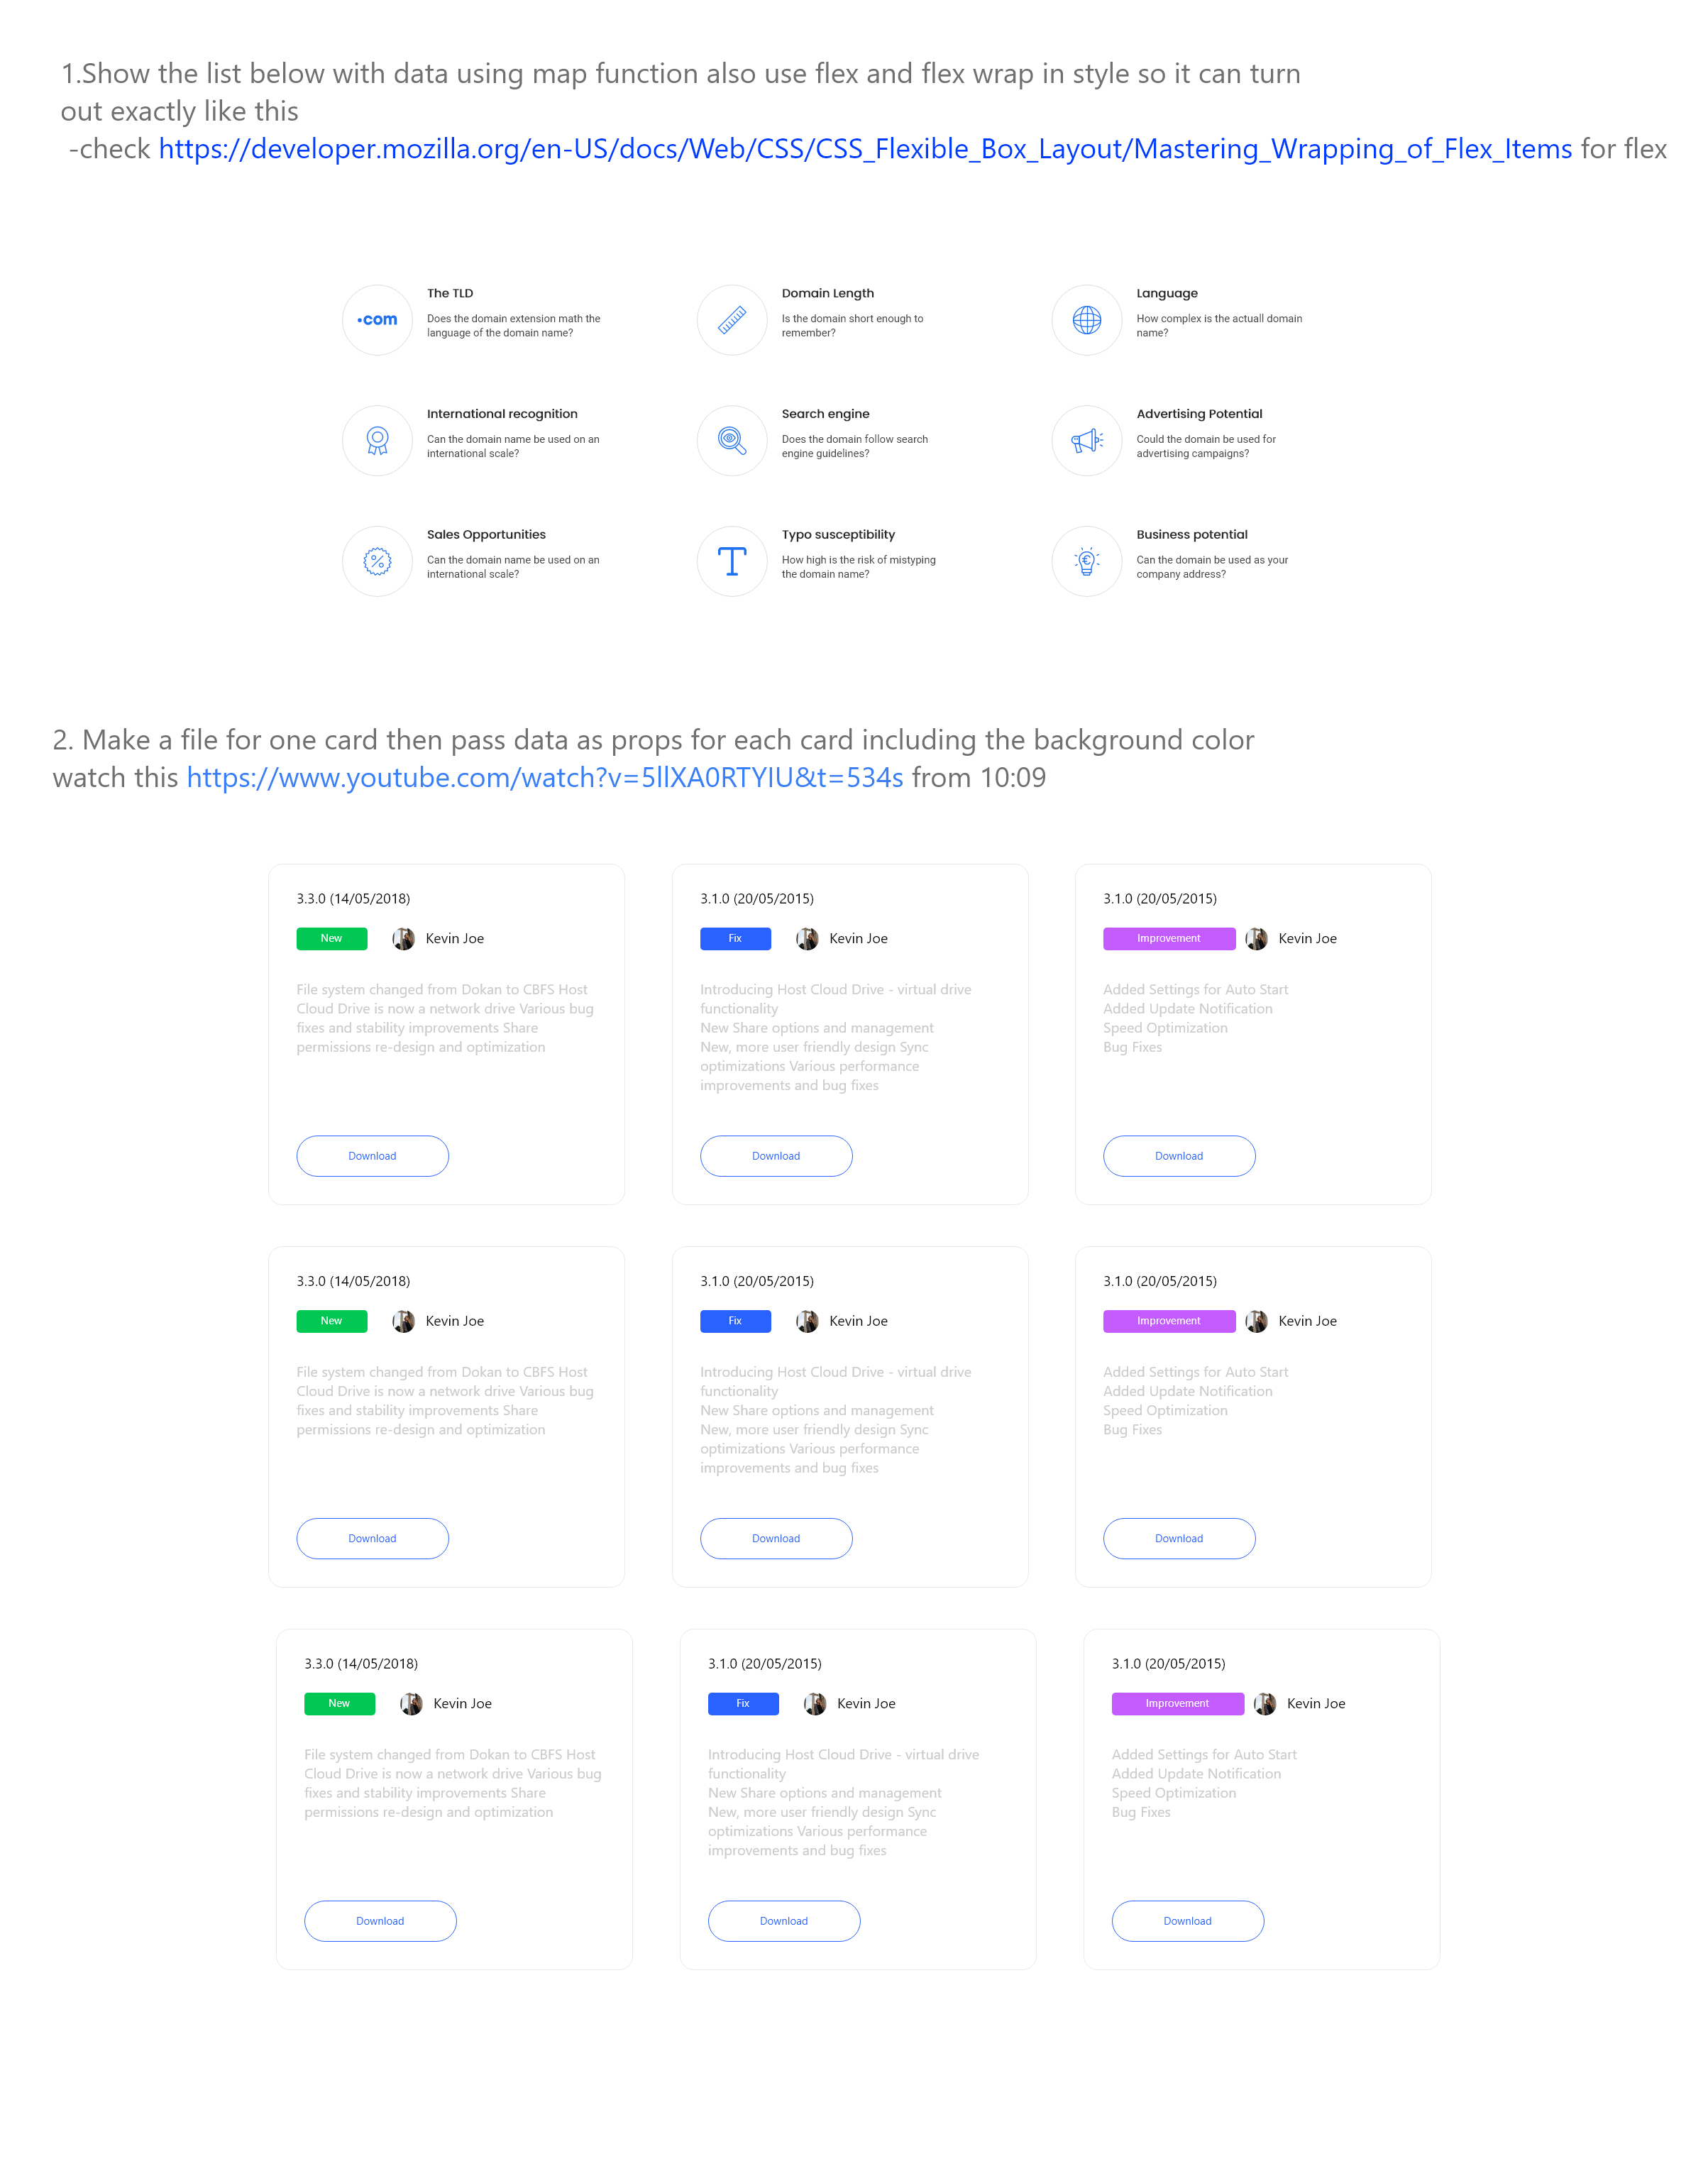 1.Show the list below with data using map function also use flex and flex wrap in style so it can turn
out exactly like this
-check https://developer.mozilla.org/en-US/docs/Web/CSS/CSS_Flexible_Box_Layout/Mastering_Wrapping_of_Flex_Items for flex
.com
The TLD
Does the domain extension math the
language of the domain name?
Domain Length
Is the domain short enough to
remember?
Language
How complex is the actuall domain
name?
International recognition
Can the domain name be used on an
international scale?
Search engine
Does the domain follow search
engine guidelines?
Advertising Potential
Could the domain be used for
advertising campaigns?
Sales Opportunities
Can the domain name be used on an
international scale?
T
Typo susceptibility
How high is the risk of mistyping
the domain name?
Business potential
Can the domain be used as your
company address?
2. Make a file for one card then pass data as props for each card including the background color
watch this https://www.youtube.com/watch?v=5llXA0RTYIU&t=534s from 10:09
3.3.0 (14/05/2018)
New
Kevin Joe
File system changed from Dokan to CBFS Host
Cloud Drive is now a network drive Various bug
fixes and stability improvements Share
permissions re-design and optimization
Download
3.1.0 (20/05/2015)
Fix
Kevin Joe
Introducing Host Cloud Drive - virtual drive
functionality
New Share options and management
New, more user friendly design Sync
optimizations Various performance
improvements and bug fixes
Download
3.1.0 (20/05/2015)
Improvement
Kevin Joe
Added Settings for Auto Start
Added Update Notification
Speed Optimization
Bug Fixes
Download
3.3.0 (14/05/2018)
New
Kevin Joe
File system changed from Dokan to CBFS Host
Cloud Drive is now a network drive Various bug
fixes and stability improvements Share
permissions re-design and optimization
Download
3.1.0 (20/05/2015)
Fix
Kevin Joe
Introducing Host Cloud Drive - virtual drive
functionality
New Share options and management
New, more user friendly design Sync
optimizations Various performance
improvements and bug fixes
Download
3.1.0 (20/05/2015)
Improvement
Kevin Joe
Added Settings for Auto Start
Added Update Notification
Speed Optimization
Bug Fixes
Download
3.3.0 (14/05/2018)
New
Kevin Joe
File system changed from Dokan to CBFS Host
Cloud Drive is now a network drive Various bug
fixes and stability improvements Share
permissions re-design and optimization
Download
3.1.0 (20/05/2015)
Fix
Kevin Joe
Introducing Host Cloud Drive - virtual drive
functionality
New Share options and management
New, more user friendly design Sync
optimizations Various performance
improvements and bug fixes
Download
3.1.0 (20/05/2015)
Improvement
Kevin Joe
Added Settings for Auto Start
Added Update Notification
Speed Optimization
Bug Fixes
Download